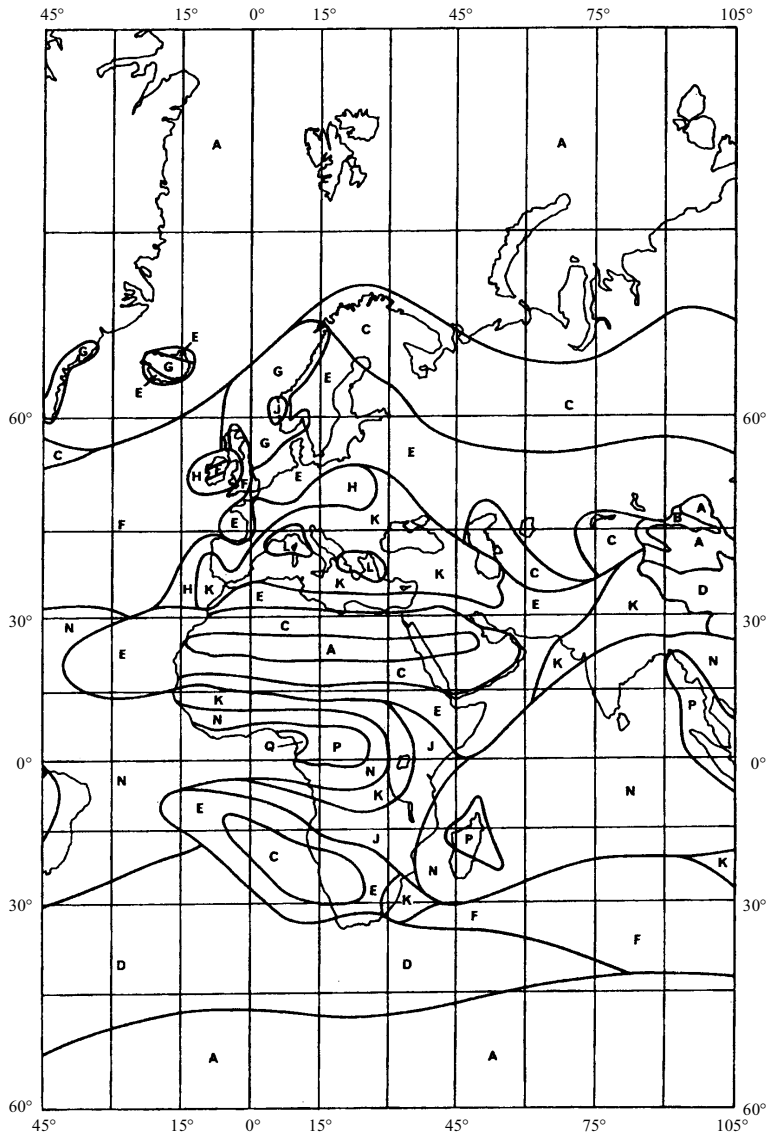 45° 15° 0° 15° 45° 75° 105°
A A
E
G G
C
E
G E
C
J
60° 60°
G
C E
H E F E H
F E K A
B
L C A
L C
H K E K K E K D
30° 30°
N C
E A N
C K
K E P
N
Q P J
0° 0°
N N N
E K
J P
C N K
E K
30° 30°
F
F
D D
A A
60° 60°
45° 15° 0° 15° 45° 75° 105°